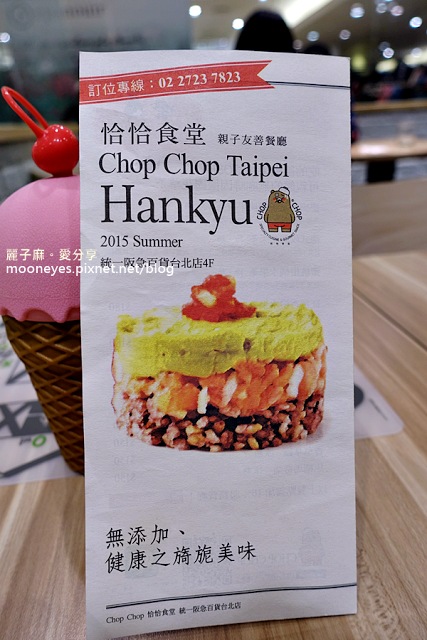 訂位專線：02 2723 7823
恰恰食堂 親子友善餐廳
Chop Chop Taipei
Hankyu
CHOP CHOP
2015 Summer
統一阪急百貨台北店4F
麗子麻。愛分享
mooneyes.pixnet.net/blog
無添加、
健康之旖旎美味
Chop Chop 恰恰食堂 統一阪急百貨台北店